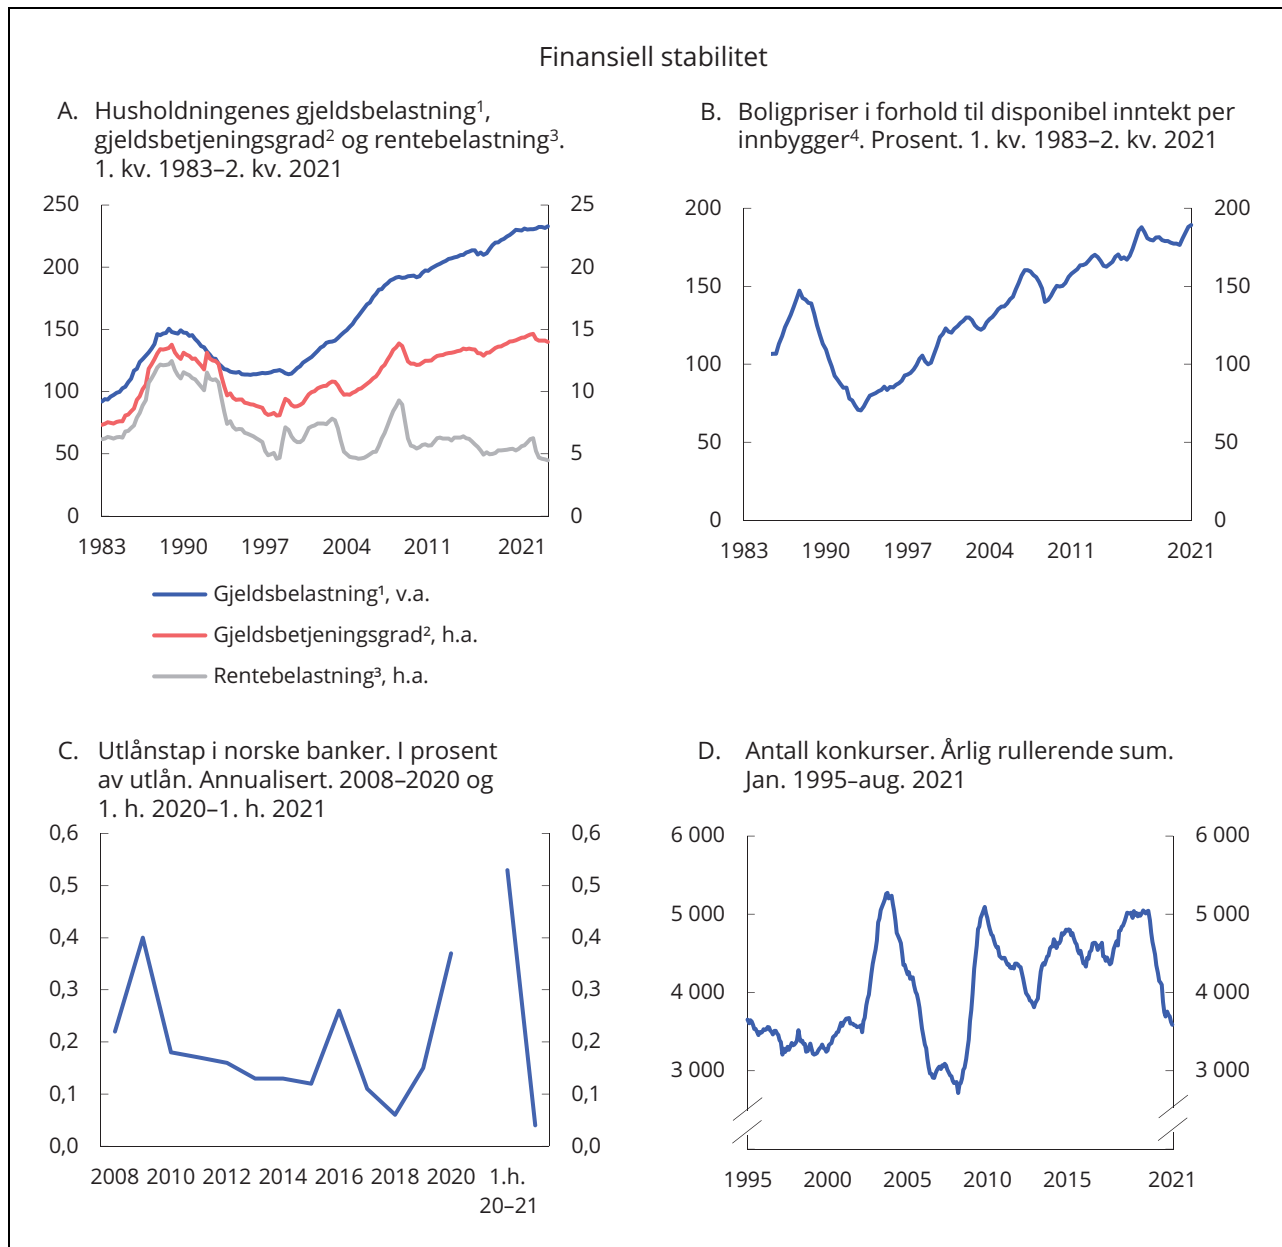 Finansiell stabilitet
A. Husholdningenes gjeldsbelastning¹,
gjeldsbetjeningsgrad² og rentebelastning³.
1. kv. 1983–2. kv. 2021
250
200
150
100
50
0
25
20
15
10
5
0
1983 1990 1997 2004 2011 2021
Gjeldsbelastning¹, v.a.
Gjeldsbetjeningsgrad², h.a.
Rentebelastning³, h.a.
B. Boligpriser i forhold til disponibel inntekt per
innbygger⁴. Prosent. 1. kv. 1983–2. kv. 2021
200
150
100
50
0
200
150
100
50
0
1983 1990 1997 2004 2011 2021
C. Utlånstap i norske banker. I prosent
av utlån. Annualisert. 2008–2020 og
1. h. 2020–1. h. 2021
0,6
0,5
0,4
0,3
0,2
0,1
0,0
0,6
0,5
0,4
0,3
0,2
0,1
0,0
2008 2010 2012 2014 2016 2018 2020 1.h.
20–21
D. Antall konkurser. Årlig rullerende sum.
Jan. 1995–aug. 2021
6 000
5 000
4 000
3 000
6 000
5 000
4 000
3 000
1995 2000 2005 2010 2015 2021